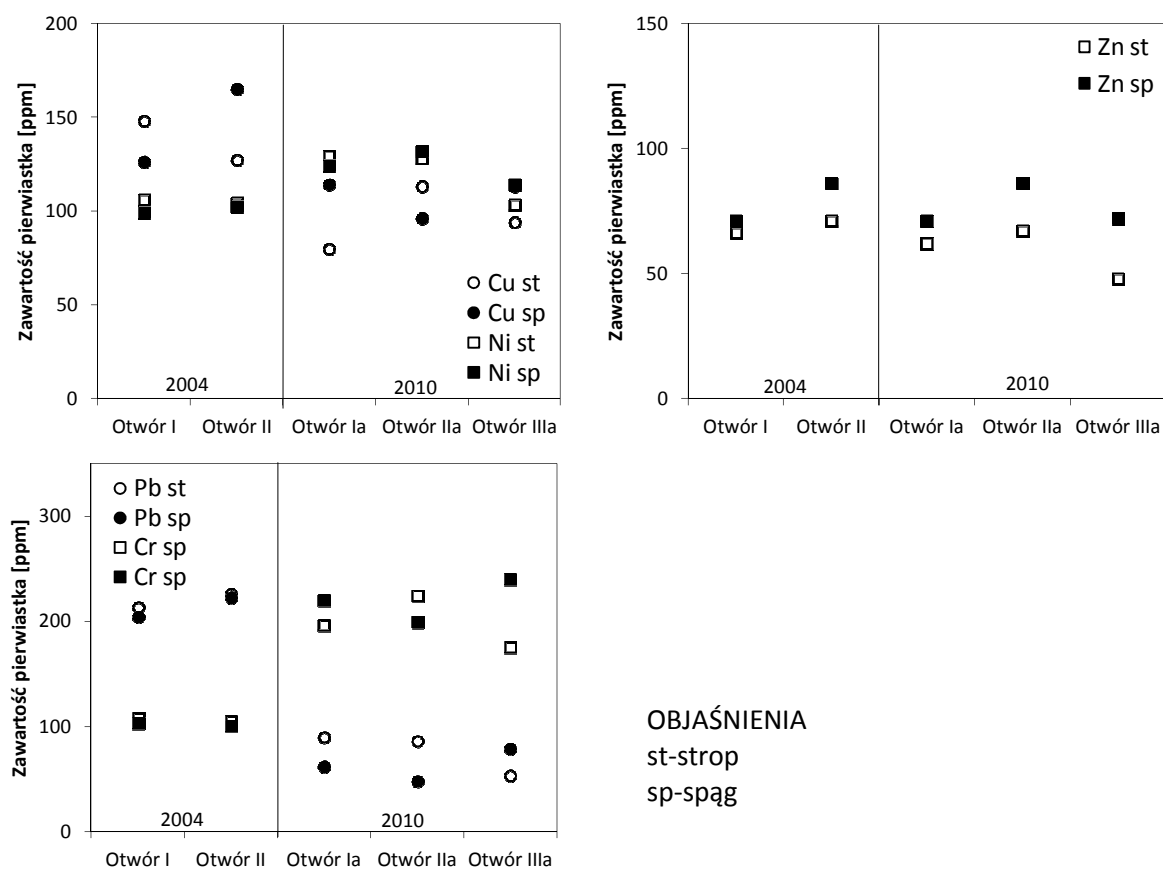 Zawartość pierwiastka [ppm]
200
150
100
50
0
Cu st
Cu sp
Ni st
Ni sp
2004
2010
Otwór I
Otwór II
Otwór Ia
Otwór IIa
Otwór IIIa
Zawartość pierwiastka [ppm]
150
100
50
0
Zn st
Zn sp
2004
2010
Otwór I
Otwór II
Otwór Ia
Otwór IIa
Otwór IIIa
Zawartość pierwiastka [ppm]
300
200
100
0
Pb st
Pb sp
Cr sp
Cr sp
2004
2010
Otwór I
Otwór II
Otwór Ia
Otwór IIa
Otwór IIIa
OBJAŚNIENIA
st-strop
sp-spąg